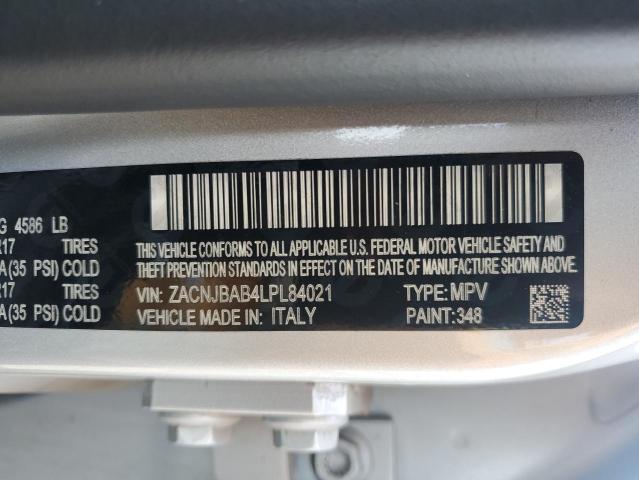 G 4586 LB
R17 TIRES
A (35 PSI) COLD
R17 TIRES
A (35 PSI) COLD
THIS VEHICLE CONFORMS TO ALL APPLICABLE U.S. FEDERAL MOTOR VEHICLE SAFETY AND
THEFT PREVENTION STANDARDS IN EFFECT ON THE DATE OF MANUFACTURE SHOWN ABOVE.
VIN: ZACNJBAB4LPL84021 TYPE: MPV
VEHICLE MADE IN: ITALY PAINT: 348